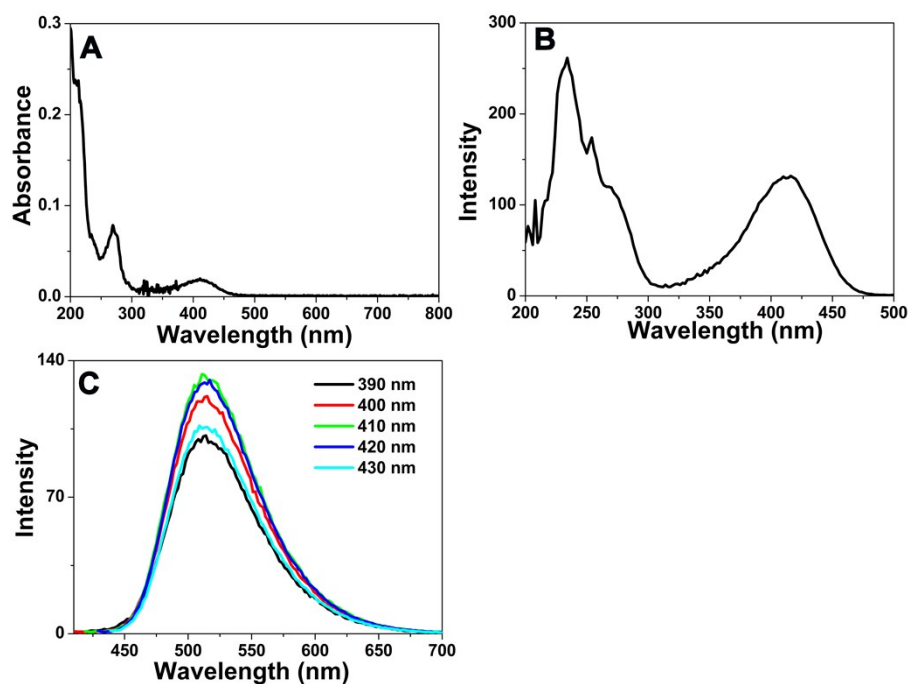 A
0.3
0.2
0.1
0.0
Absorbance
200 300 400 500 600 700 800
Wavelength (nm)
B
300
200
100
0
Intensity
200 250 300 350 400 450 500
Wavelength (nm)
C
140
70
0
Intensity
390 nm
400 nm
410 nm
420 nm
430 nm
450 500 550 600 650 700
Wavelength (nm)